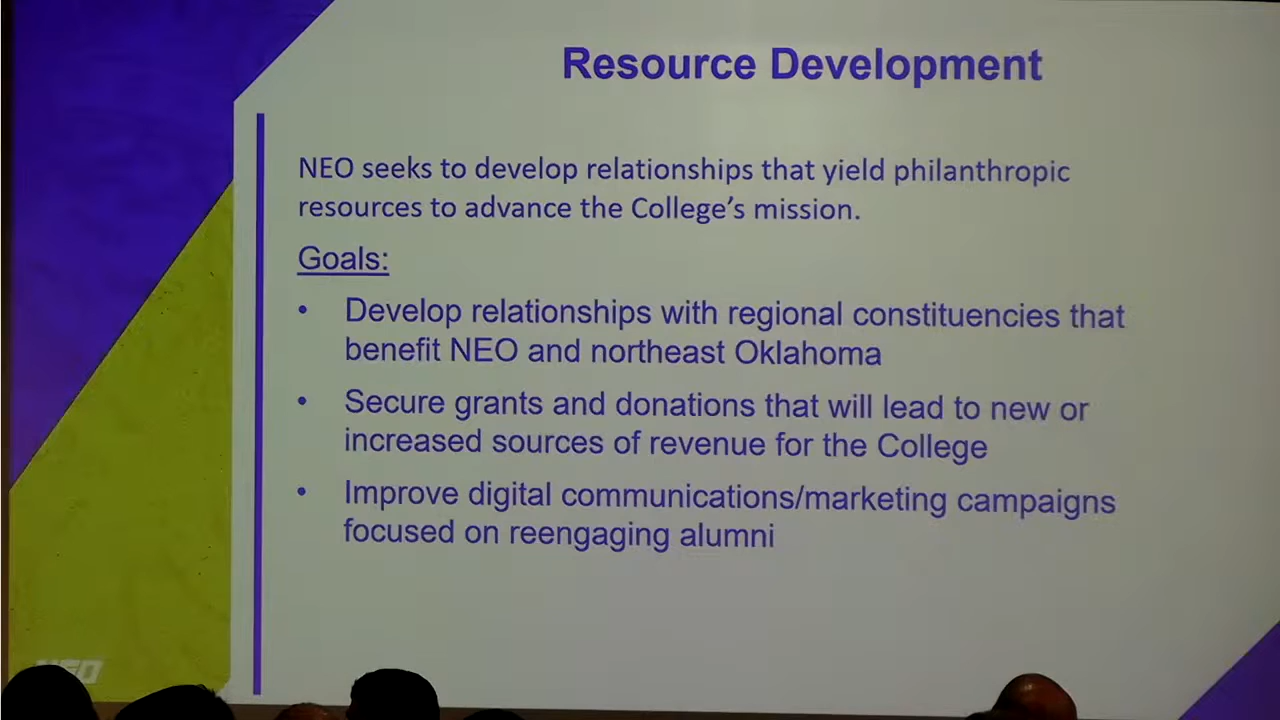 Resource Development
NEO seeks to develop relationships that yield philanthropic
resources to advance the College’s mission.
Goals:
• Develop relationships with regional constituencies that
benefit NEO and northeast Oklahoma
• Secure grants and donations that will lead to new or
increased sources of revenue for the College
• Improve digital communications/marketing campaigns
focused on reengaging alumni
NEO